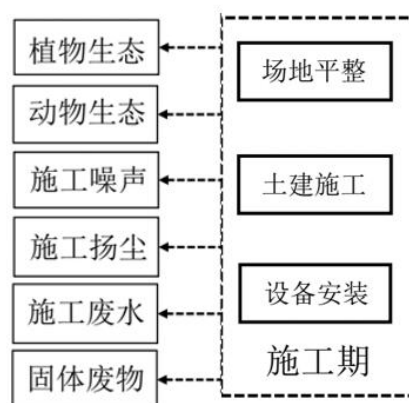 植物生态
动物生态
施工噪声
施工扬尘
施工废水
固体废物
场地平整
土建施工
设备安装
施工期